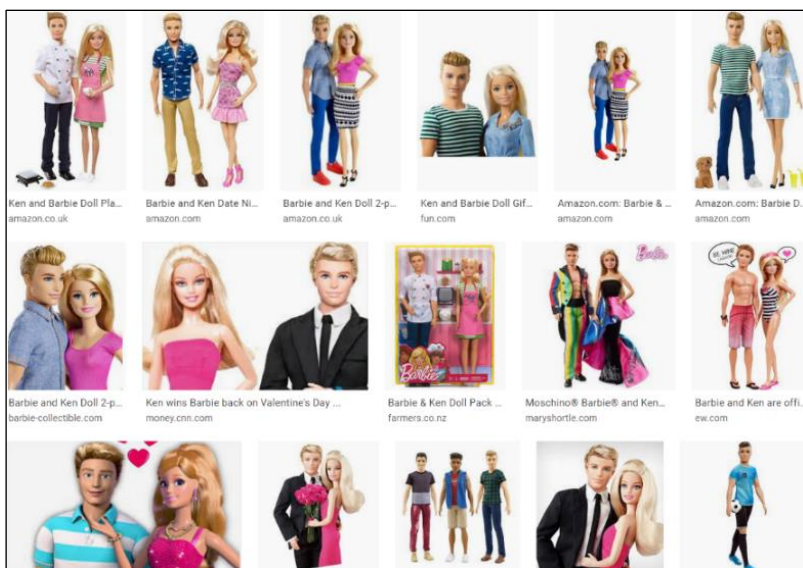 Ken and Barbie Doll Pla...
amazon.co.uk
Barbie and Ken Date Ni...
amazon.com
Barbie and Ken Doll 2-p...
amazon.co.uk
Ken and Barbie Doll Gif...
fun.com
Amazon.com: Barbie & ...
amazon.com
Amazon.com: Barbie D...
amazon.com
Barbie
BE MINE
Barbie
Barbie and Ken Doll 2-p...
barbie-collectible.com
Ken wins Barbie back on Valentine's Day ...
money.cnn.com
Barbie & Ken Doll Pack ...
farmers.co.nz
Moschino® Barbie® and Ken...
maryshortle.com
Barbie and Ken are offi...
ew.com